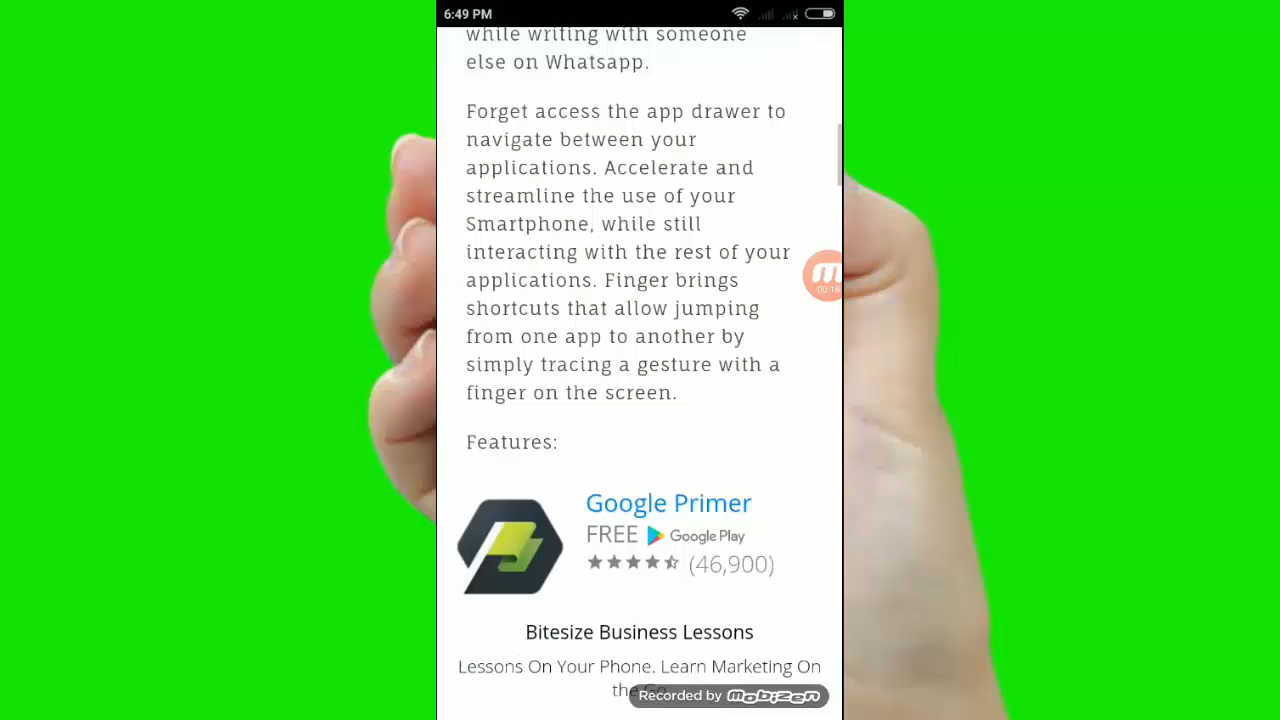 6:49 PM
while writing with someone
else on Whatsapp.
Forget access the app drawer to
navigate between your
applications. Accelerate and
streamline the use of your
Smartphone, while still
interacting with the rest of your
applications. Finger brings
shortcuts that allow jumping
from one app to another by
simply tracing a gesture with a
finger on the screen.
00:16
Features:
Google Primer
FREE Google Play
(46,900)
Bitesize Business Lessons
Lessons On Your Phone. Learn Marketing On
the Go.
Recorded by mobizen